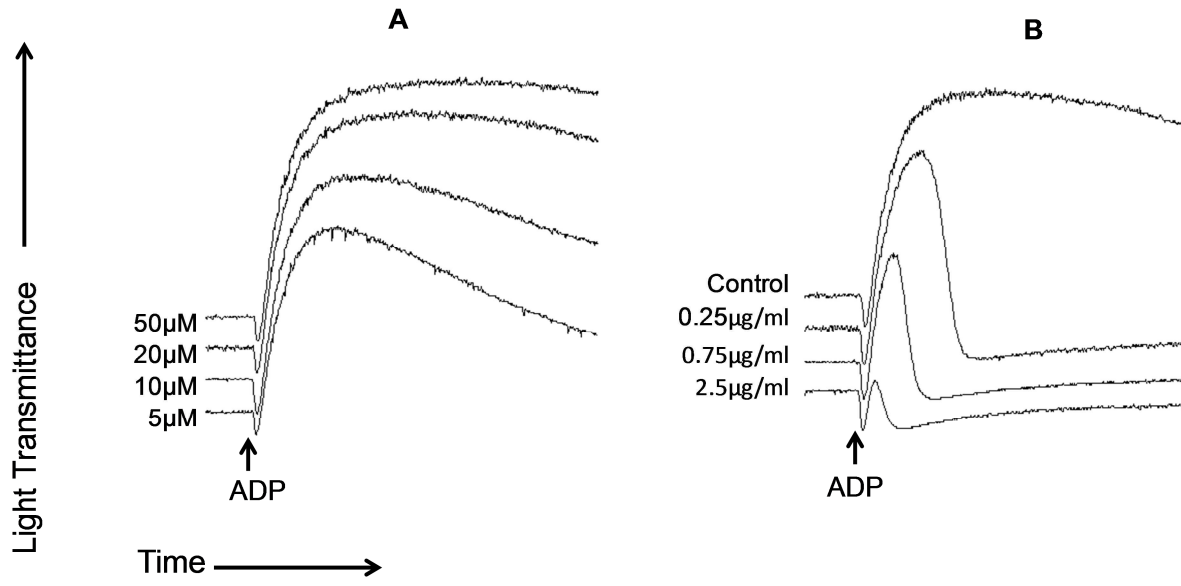 A
B
Light Transmittance
50µM
20µM
10µM
5µM
ADP
Control
0.25µg/ml
0.75µg/ml
2.5µg/ml
ADP
Time